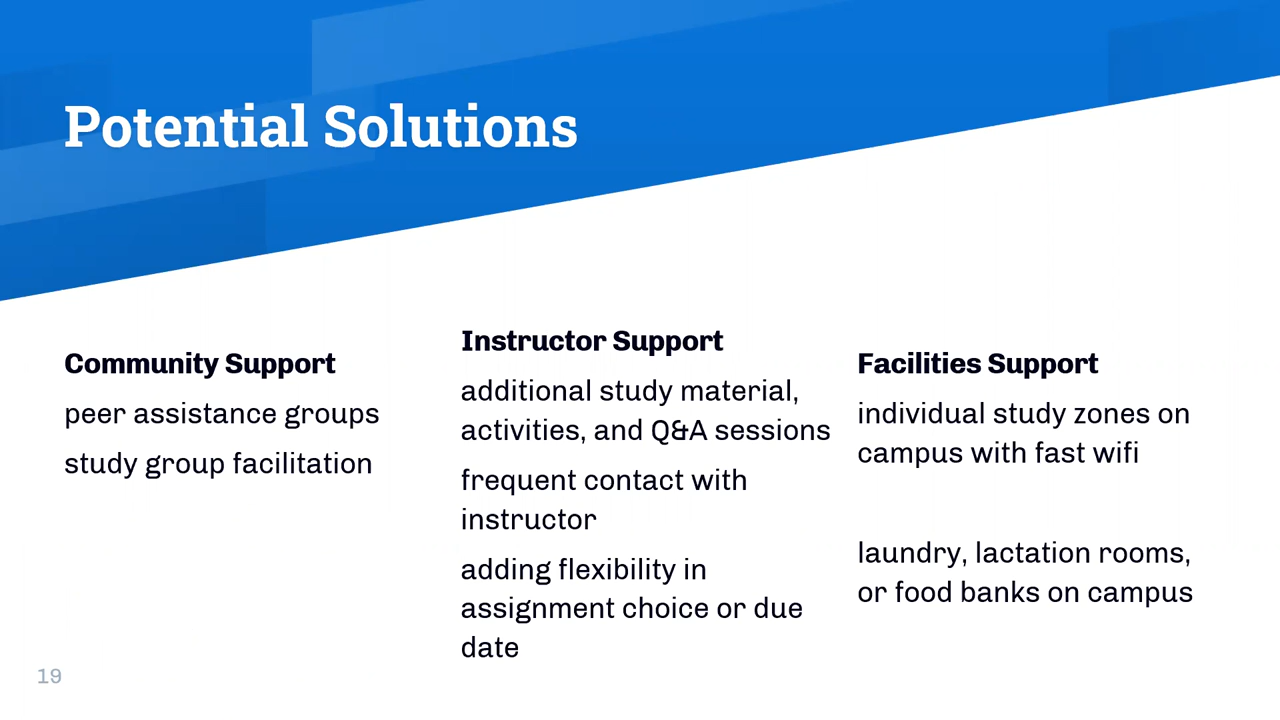 Potential Solutions
Community Support
peer assistance groups
study group facilitation
Instructor Support
additional study material,
activities, and Q&A sessions
frequent contact with
instructor
adding flexibility in
assignment choice or due
date
Facilities Support
individual study zones on
campus with fast wifi
laundry, lactation rooms,
or food banks on campus
19